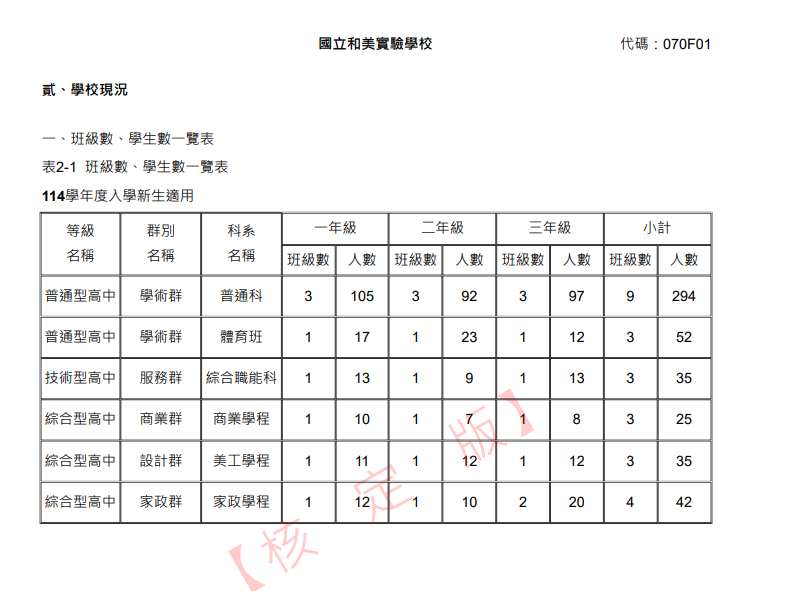 國立和美實驗學校 代碼：070F01
貳、學校現況
一、班級數、學生數一覽表
表2-1 班級數、學生數一覽表
114學年度入學新生適用
等級名稱 群別名稱 科系名稱 一年級 二年級 三年級 小計
班級數 人數 班級數 人數 班級數 人數 班級數 人數
普通型高中 學術群 普通科 3 105 3 92 3 97 9 294
普通型高中 學術群 體育班 1 17 1 23 1 12 3 52
技術型高中 服務群 綜合職能科 1 13 1 9 1 13 3 35
綜合型高中 商業群 商業學程 1 10 1 7 1 8 3 25
綜合型高中 設計群 美工學程 1 11 1 12 1 12 3 35
綜合型高中 家政群 家政學程 1 12 1 10 2 20 4 42
【核定版】